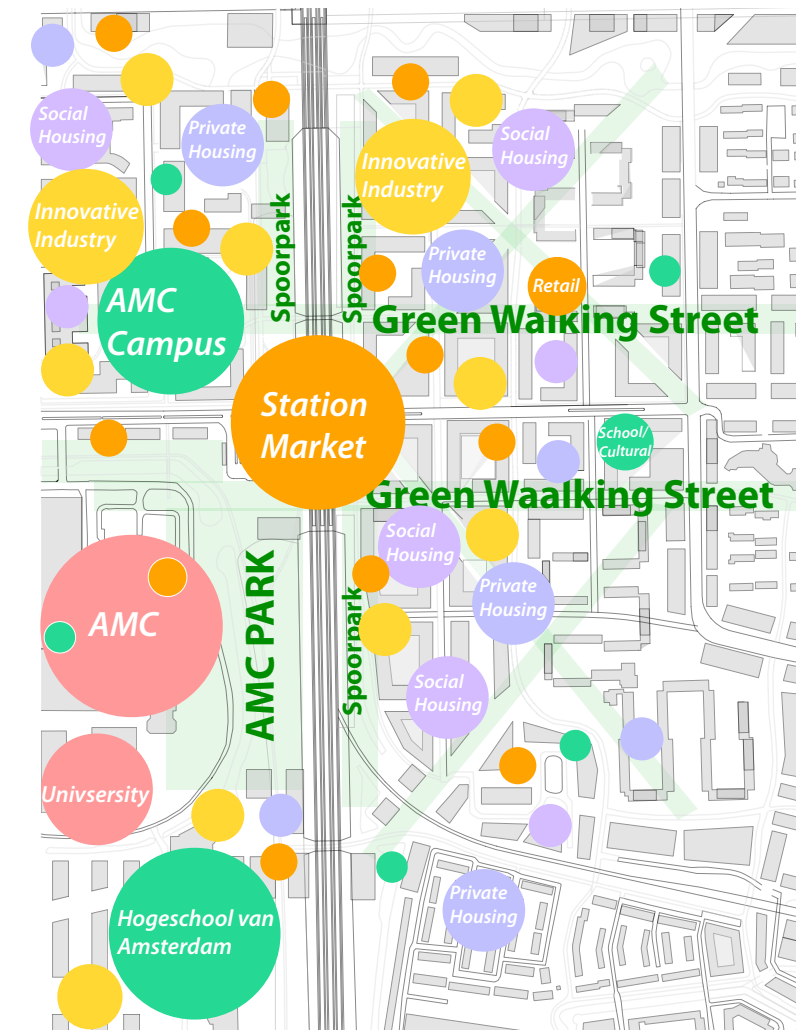 Social
Housing
Private
Housing
Innovative
Industry
Social
Housing
Innovative
Industry
Spoorpark
Spoorpark
Private
Housing
Retail
AMC
Campus
Green Walking Street
Station
Market
School/
Cultural
Green Waalking Street
Social
Housing
AMC
AMC PARK
Spoorpark
Private
Housing
Social
Housing
Univsersity
Hogeschool van
Amsterdam
Private
Housing